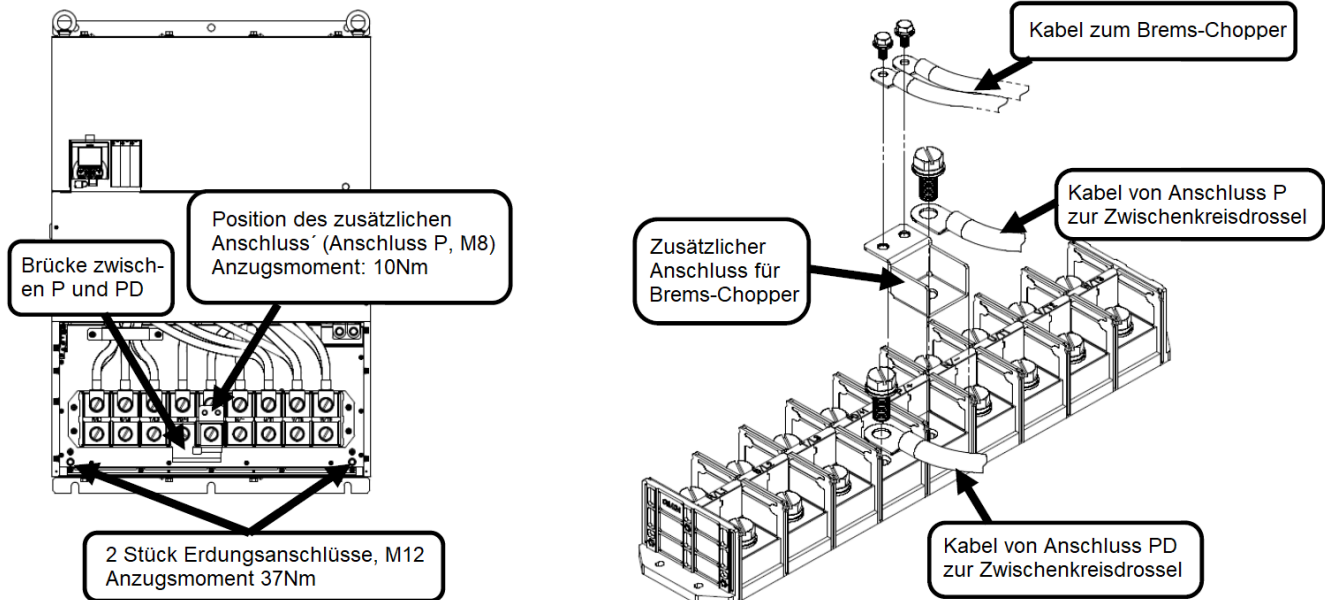 Position des zusätzlichen
Anschluss´ (Anschluss P, M8)
Anzugsmoment: 10Nm
Brücke zwisch-
en P und PD
2 Stück Erdungsanschlüsse, M12
Anzugsmoment 37Nm
Kabel zum Brems-Chopper
Kabel von Anschluss P
zur Zwischenkreisdrossel
Zusätzlicher
Anschluss für
Brems-Chopper
Kabel von Anschluss PD
zur Zwischenkreisdrossel